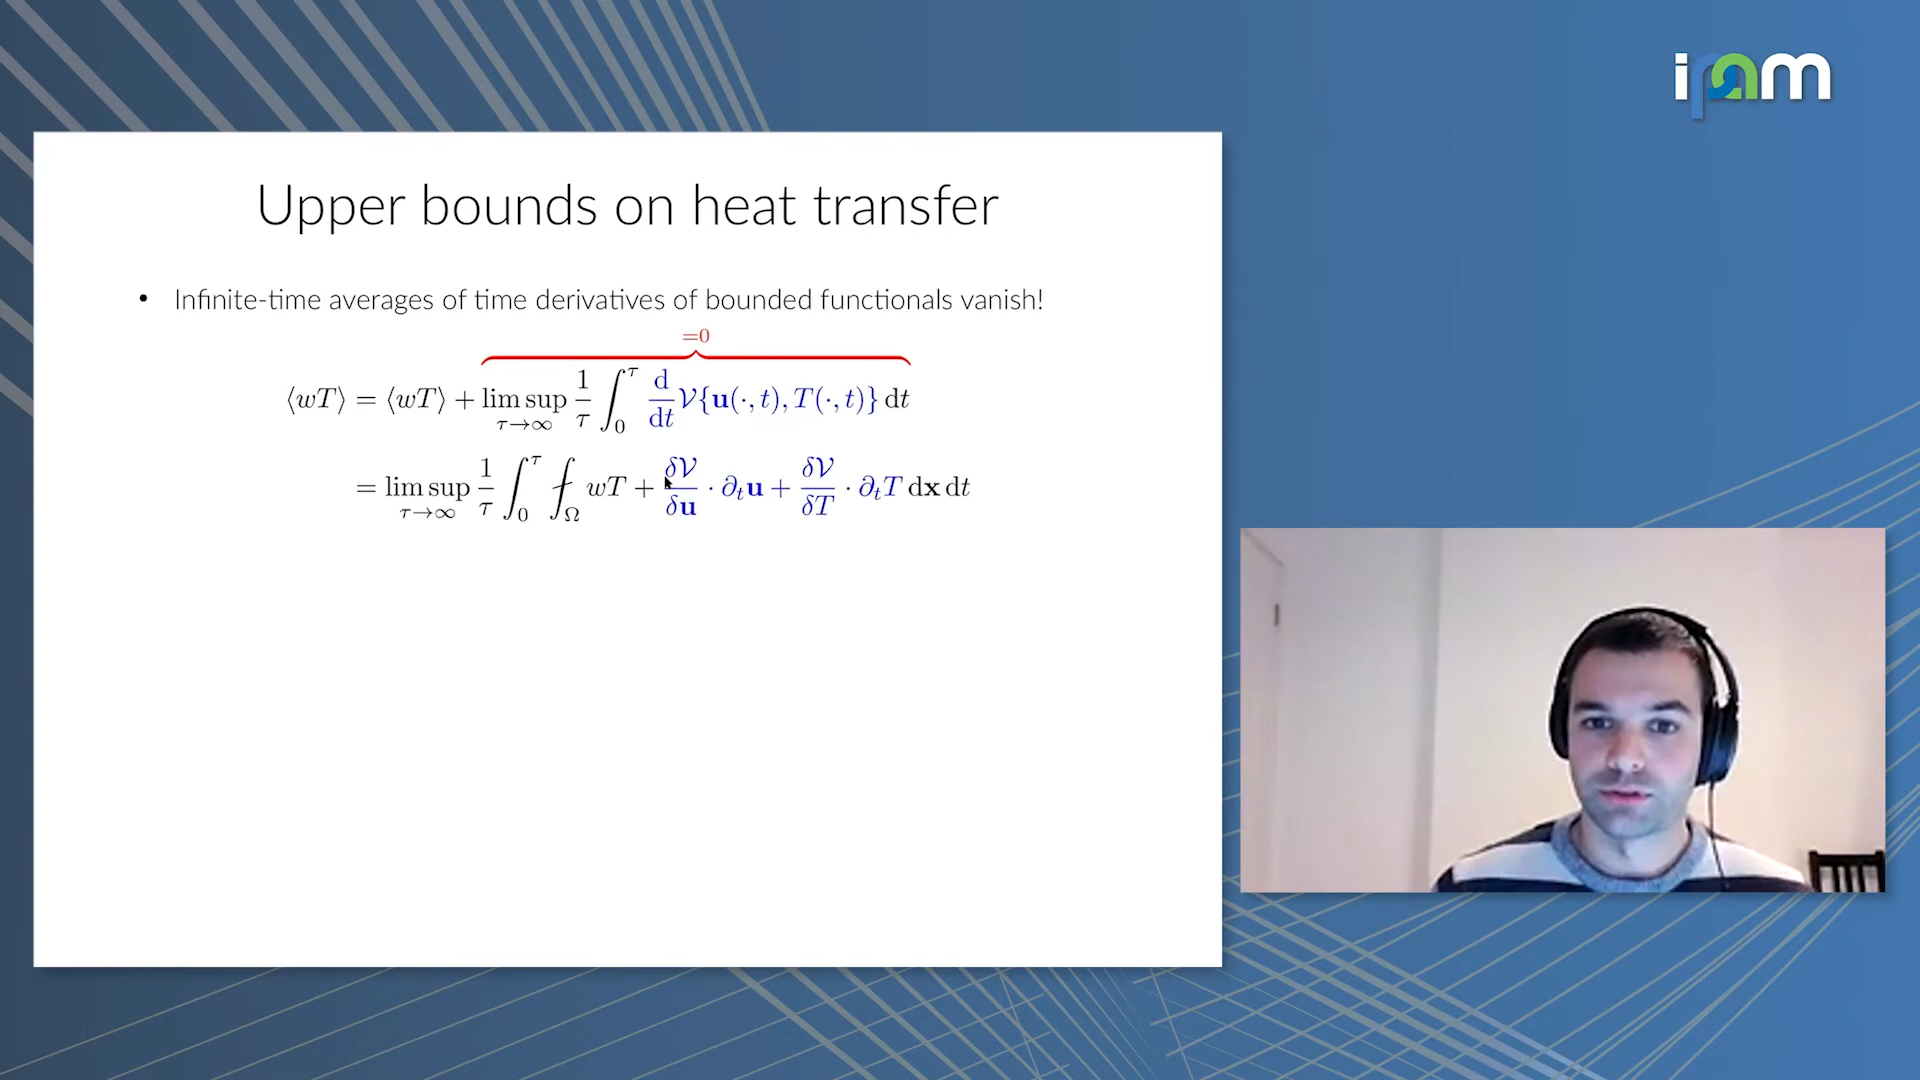 ipam
Upper bounds on heat transfer
• Infinite-time averages of time derivatives of bounded functionals vanish!
=0
⟨wT⟩ = ⟨wT⟩ + lim sup_{τ→∞} 1/τ ∫_0^τ d/dt 𝒱{u(·, t), T(·, t)} dt
= lim sup_{τ→∞} 1/τ ∫_0^τ ⨍_Ω wT + δ𝒱/δu · ∂_t u + δ𝒱/δT · ∂_t T dx dt